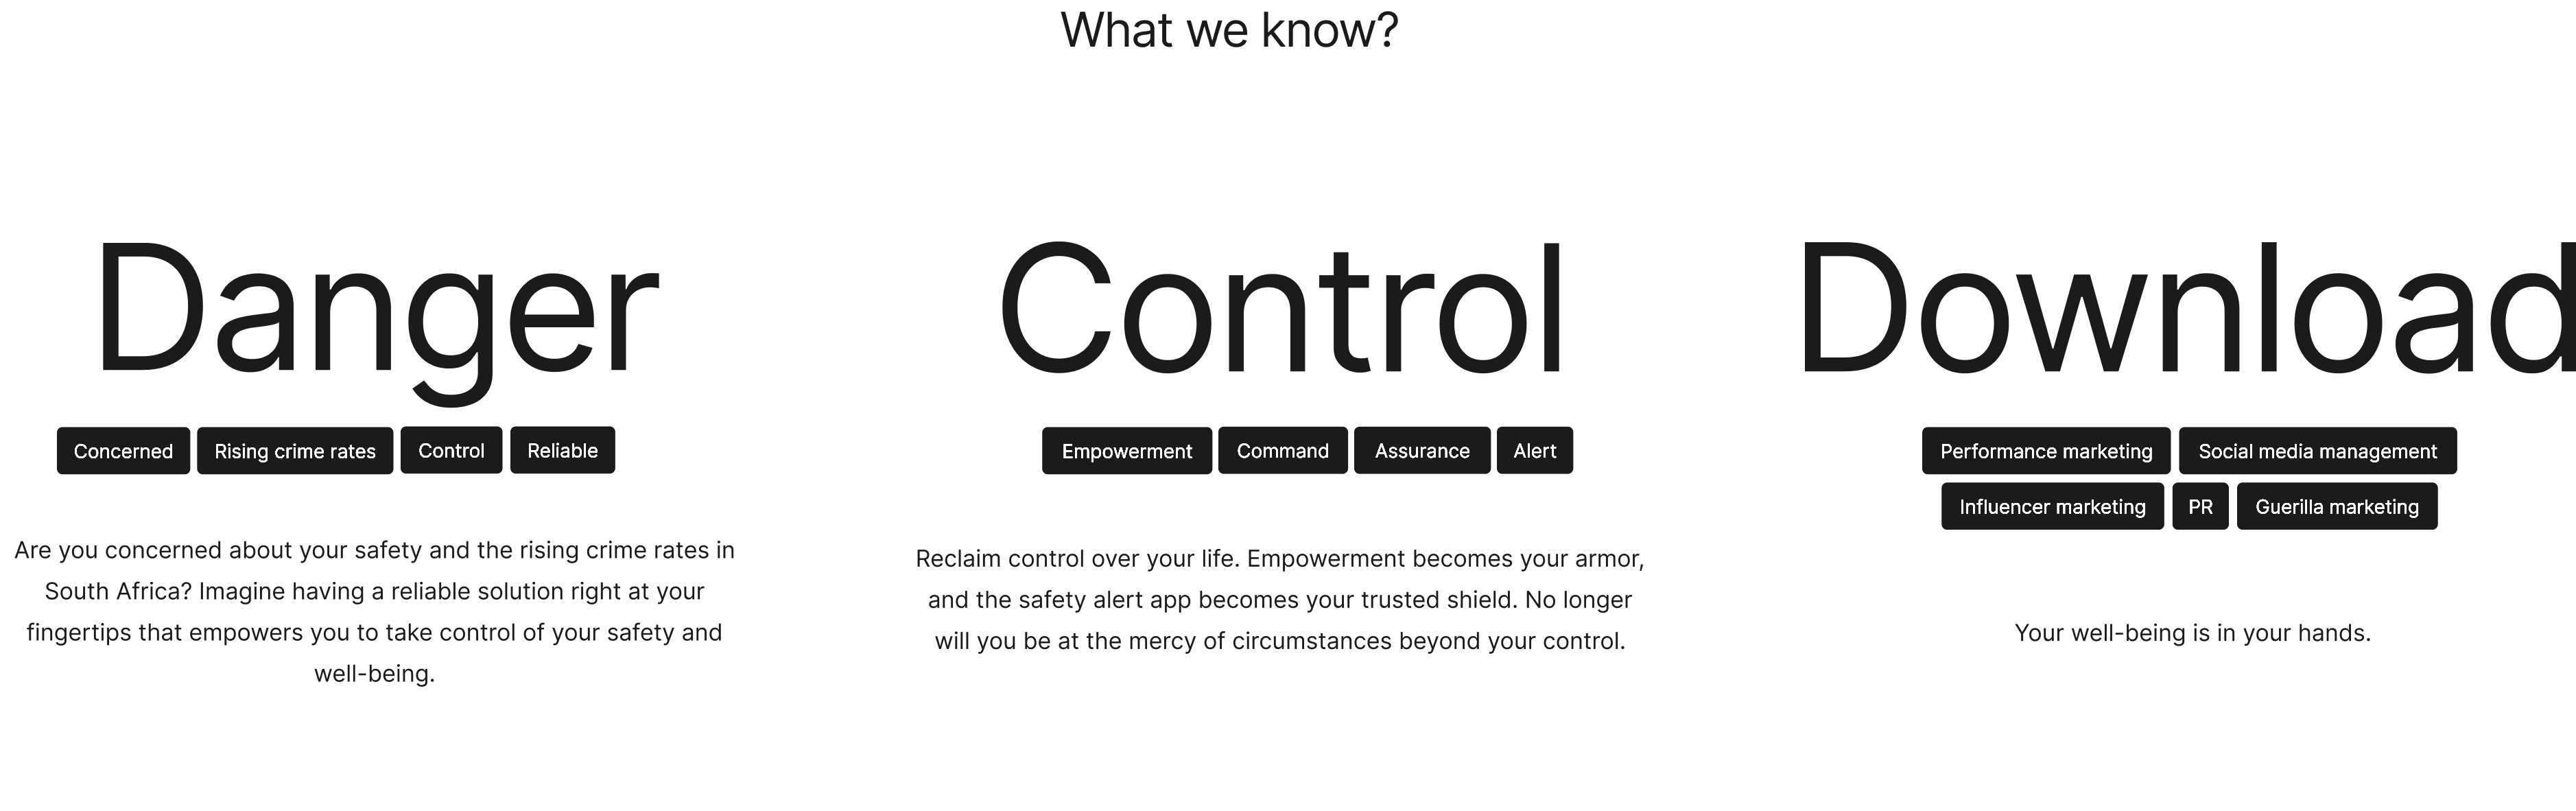 What we know?
Danger
Concerned Rising crime rates Control Reliable
Are you concerned about your safety and the rising crime rates in
South Africa? Imagine having a reliable solution right at your
fingertips that empowers you to take control of your safety and
well-being.
Control
Empowerment Command Assurance Alert
Reclaim control over your life. Empowerment becomes your armor,
and the safety alert app becomes your trusted shield. No longer
will you be at the mercy of circumstances beyond your control.
Download
Performance marketing Social media management
Influencer marketing PR Guerilla marketing
Your well-being is in your hands.